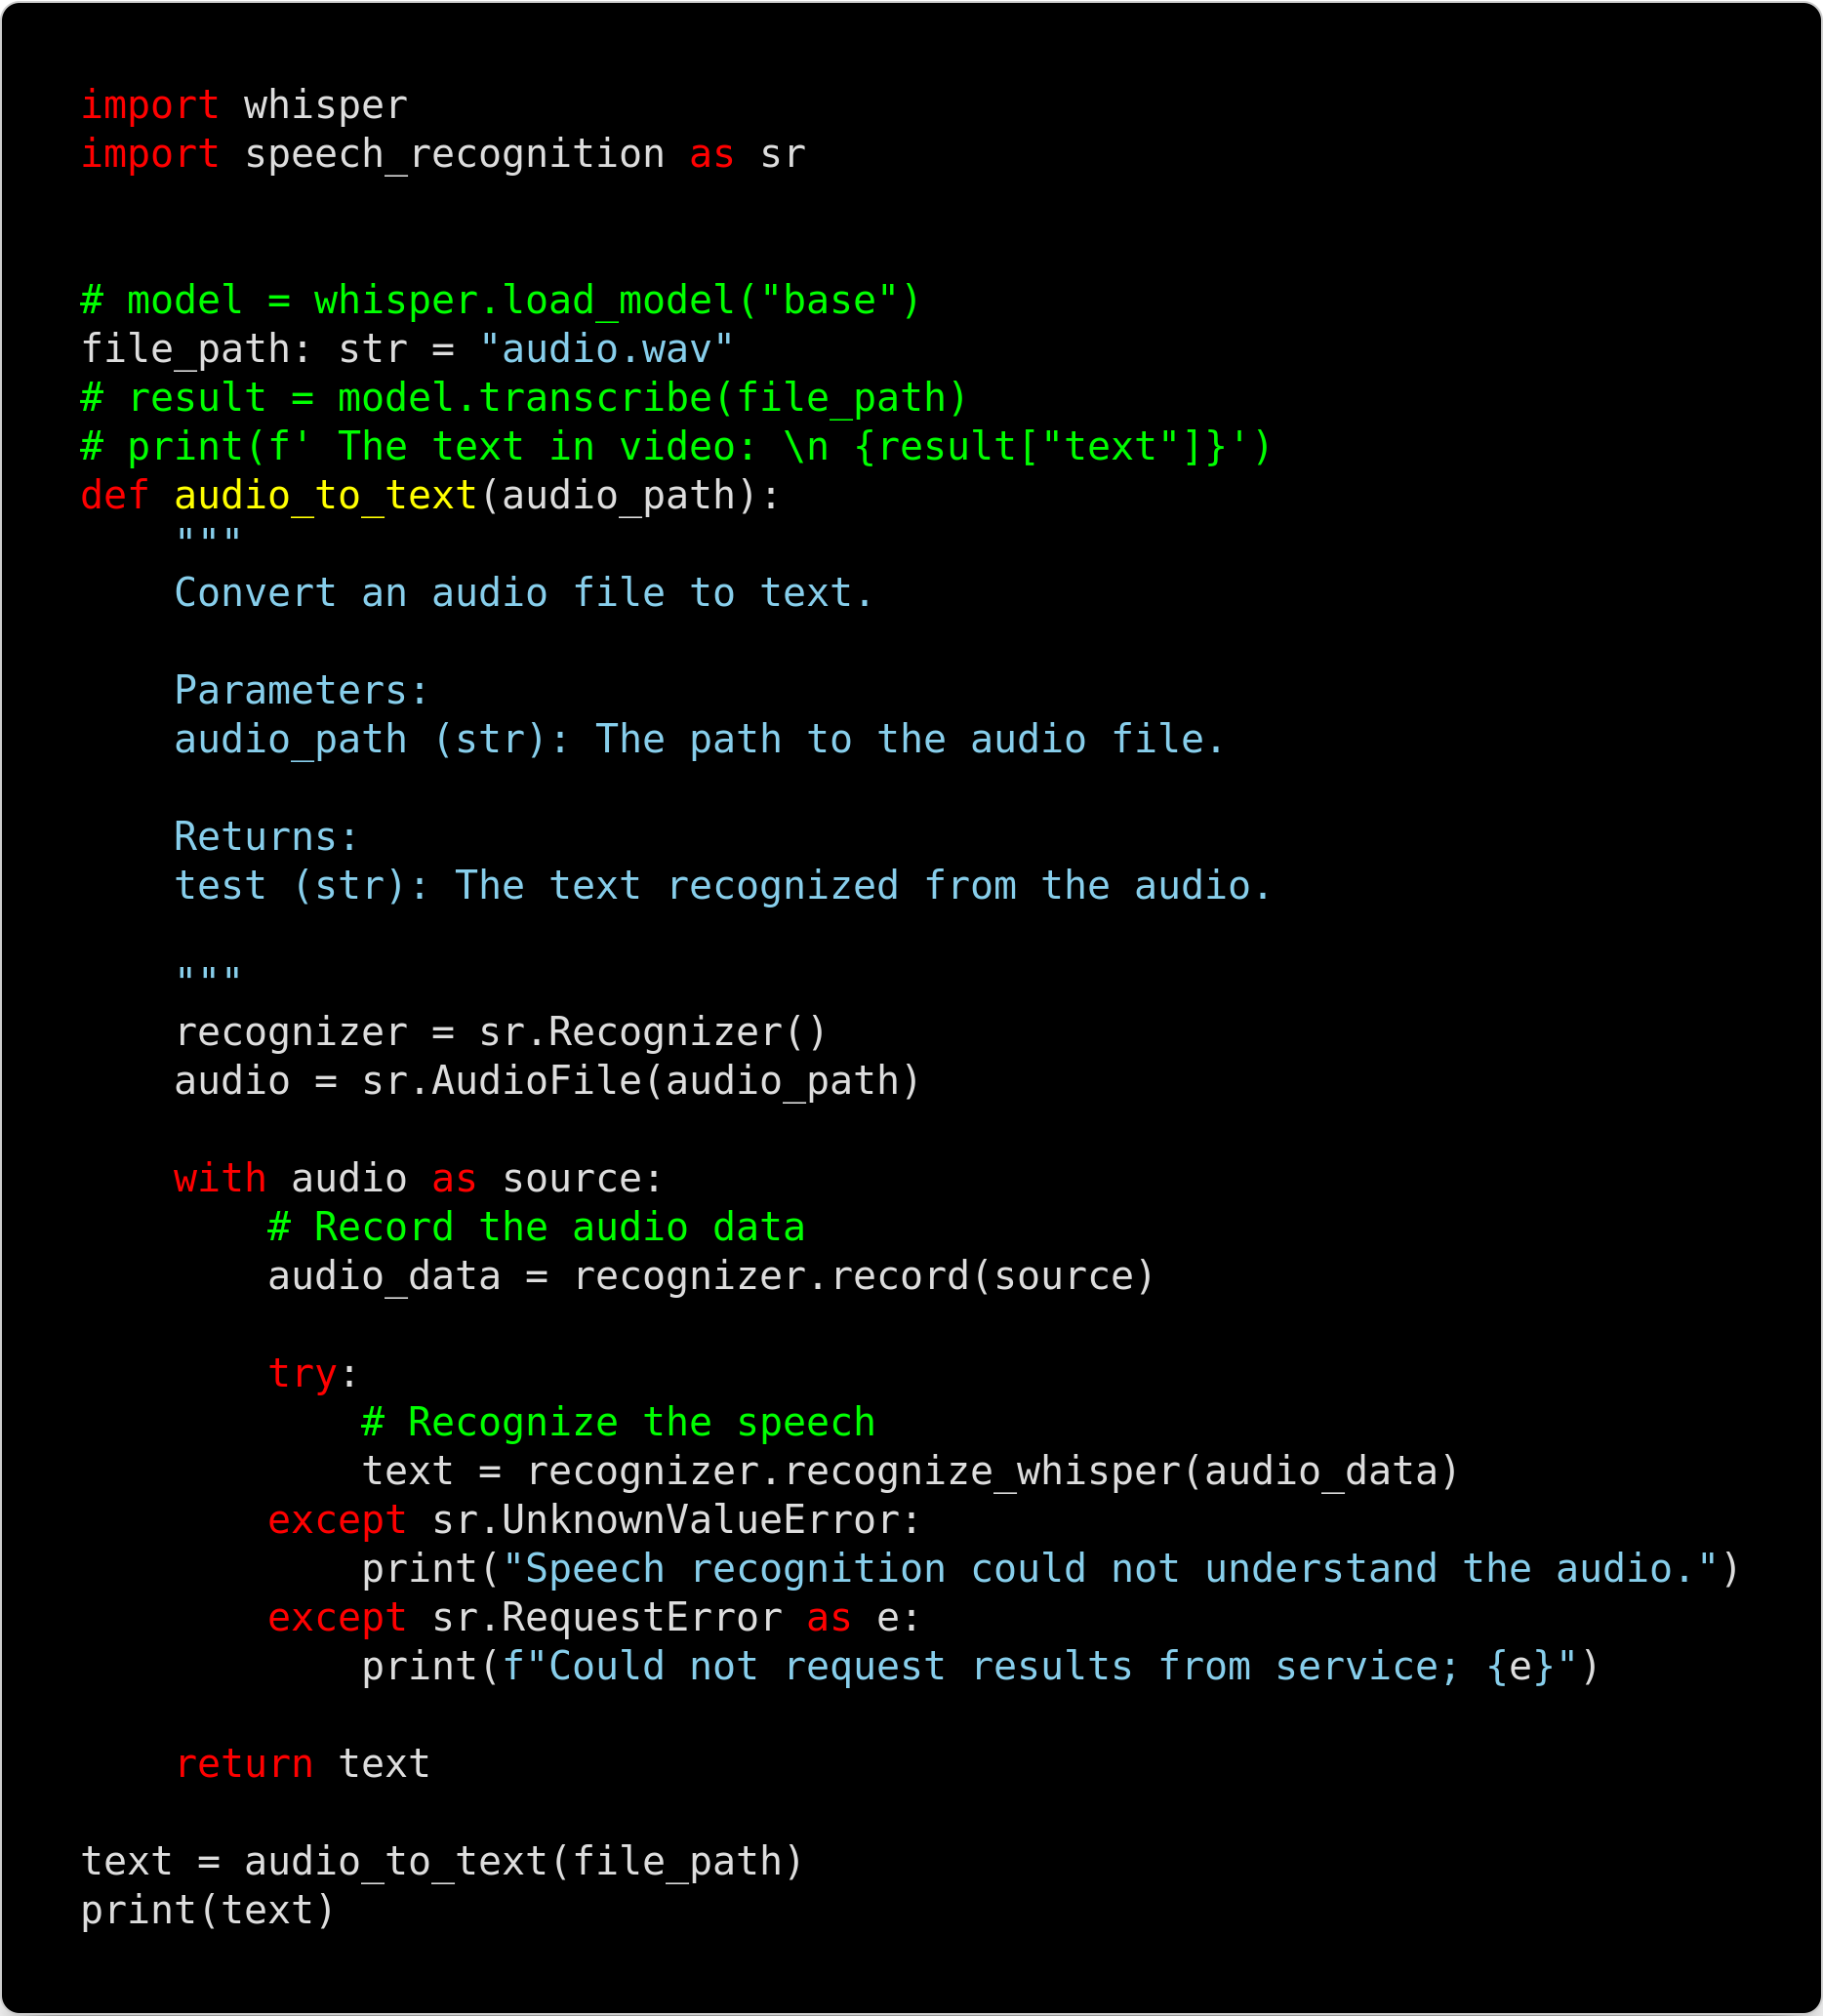 import whisper
import speech_recognition as sr
# model = whisper.load_model("base")
file_path: str = "audio.wav"
# result = model.transcribe(file_path)
# print(f' The text in video: \n {result["text"]}')
def audio_to_text(audio_path):
    """
    Convert an audio file to text.
    Parameters:
    audio_path (str): The path to the audio file.
    Returns:
    test (str): The text recognized from the audio.
    """
    recognizer = sr.Recognizer()
    audio = sr.AudioFile(audio_path)
    with audio as source:
        # Record the audio data
        audio_data = recognizer.record(source)
        try:
            # Recognize the speech
            text = recognizer.recognize_whisper(audio_data)
        except sr.UnknownValueError:
            print("Speech recognition could not understand the audio.")
        except sr.RequestError as e:
            print(f"Could not request results from service; {e}")
    return text
text = audio_to_text(file_path)
print(text)